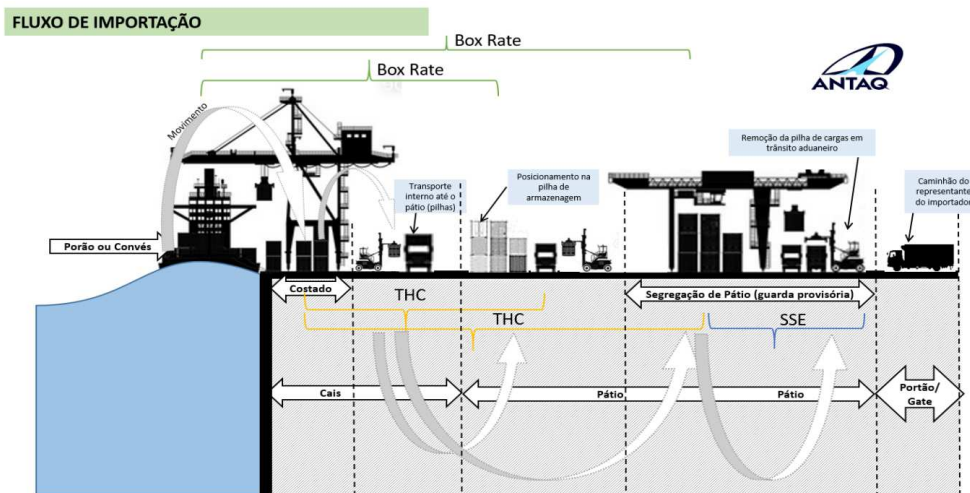 FLUXO DE IMPORTAÇÃO
Box Rate
Box Rate
ANTAQ
Movimento
Remoção da pilha de cargas em
trânsito aduaneiro
Transporte
interno até o
pátio (pilhas)
Posicionamento na
pilha de
armazenagem
Caminhão do
representante
do importador
Porão ou Convés
Costado
Segregação de Pátio (guarda provisória)
THC
THC
SSE
Cais
Pátio
Pátio
Portão/
Gate